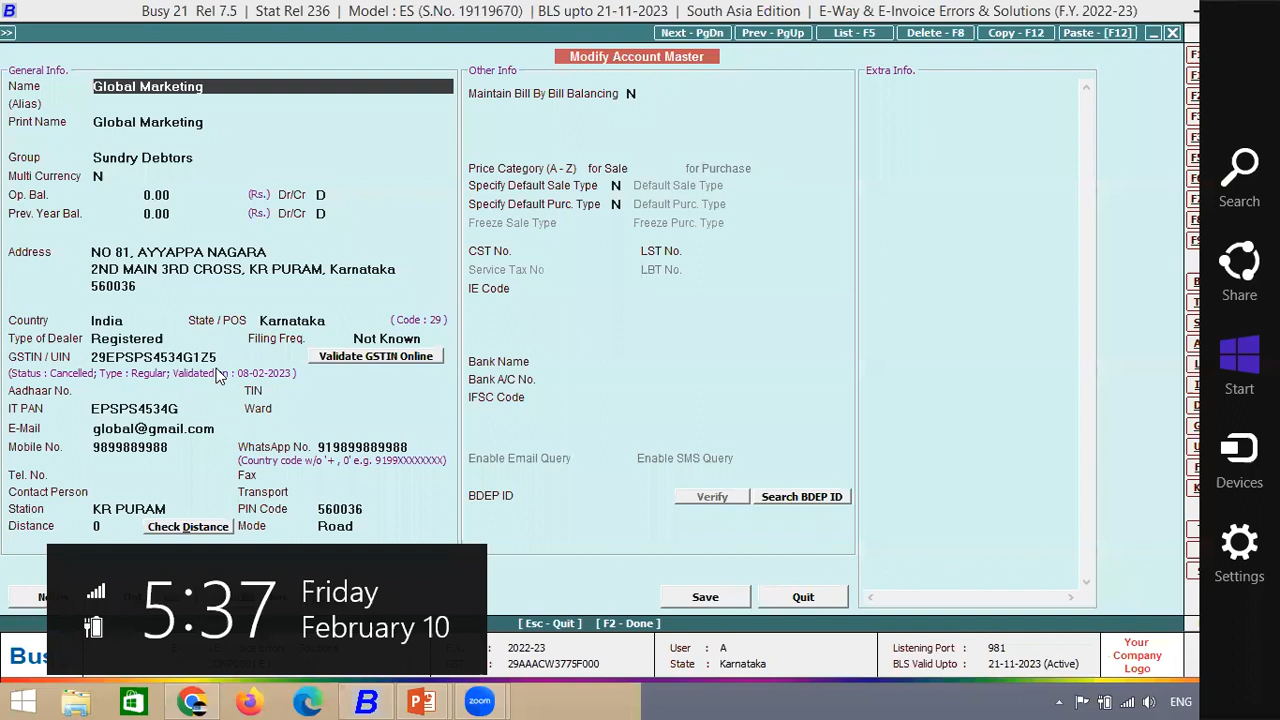 Busy 21 Rel 7.5 | Stat Rel 236 | Model : ES (S.No. 19119670) | BLS upto 21-11-2023 | South Asia Edition | E-Way & E-Invoice Errors & Solutions (F.Y. 2022-23)
>> Next - PgDn Prev - PgUp List - F5 Delete - F8 Copy - F12 Paste - [F12]
Modify Account Master
General Info. Other Info Extra Info.
Name Global Marketing Maintain Bill By Bill Balancing N
(Alias)
Print Name Global Marketing
Group Sundry Debtors Price Category (A - Z) for Sale for Purchase
Multi Currency N Specify Default Sale Type N Default Sale Type
Op. Bal. 0.00 (Rs.) Dr/Cr D Specify Default Purc. Type N Default Purc. Type
Prev. Year Bal. 0.00 (Rs.) Dr/Cr D Freeze Sale Type Freeze Purc. Type
Address NO 81, AYYAPPA NAGARA CST No. LST No.
2ND MAIN 3RD CROSS, KR PURAM, Karnataka Service Tax No LBT No.
560036 IE Code
Country India State / POS Karnataka ( Code : 29 )
Type of Dealer Registered Filing Freq. Not Known
GSTIN / UIN 29EPSPS4534G1Z5 Validate GSTIN Online Bank Name
(Status : Cancelled; Type : Regular; Validated : 08-02-2023 ) Bank A/C No.
Aadhaar No. TIN IFSC Code
IT PAN EPSPS4534G Ward
E-Mail global@gmail.com
Mobile No. 9899889988 WhatsApp No. 919899889988 Enable Email Query Enable SMS Query
(Country code w/o '+ , 0' e.g. 9199XXXXXXXX)
Tel. No. Fax
Contact Person Transport BDEP ID Verify Search BDEP ID
Station KR PURAM PIN Code 560036
Distance 0 Check Distance Mode Road
Save Quit
[ Esc - Quit ] [ F2 - Done ]
5:37 Friday
February 10
2022-23 User : A Listening Port : 981
29AAACW3775F000 State : Karnataka BLS Valid Upto : 21-11-2023 (Active)
Your
Company
Logo
Search
Share
Start
Devices
Settings
B zoom ENG